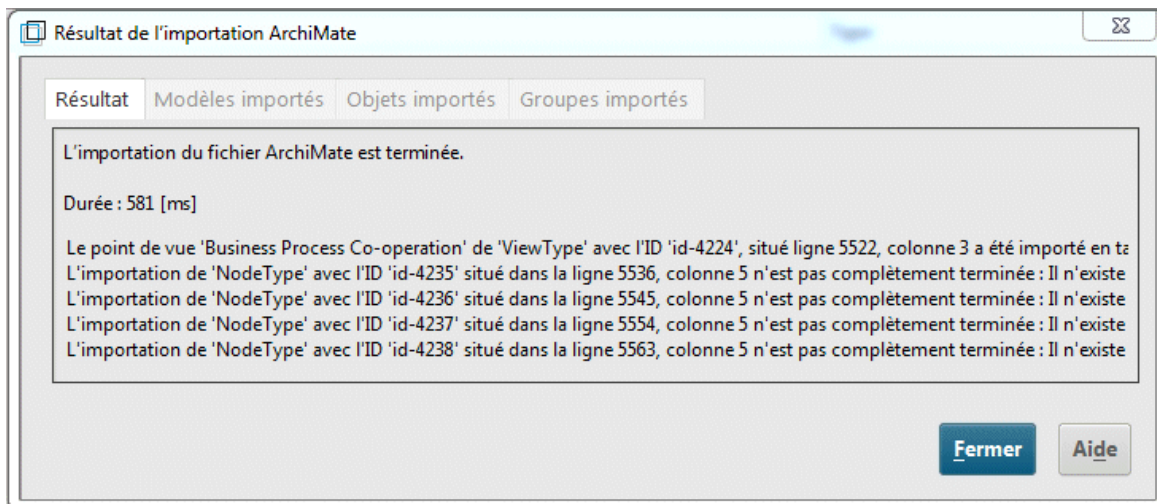 Résultat de l'importation ArchiMate
Résultat Modèles importés Objets importés Groupes importés
L'importation du fichier ArchiMate est terminée.
Durée : 581 [ms]
Le point de vue 'Business Process Co-operation' de 'ViewType' avec l'ID 'id-4224', situé ligne 5522, colonne 3 a été importé en ta
L'importation de 'NodeType' avec l'ID 'id-4235' situé dans la ligne 5536, colonne 5 n'est pas complètement terminée : Il n'existe
L'importation de 'NodeType' avec l'ID 'id-4236' situé dans la ligne 5545, colonne 5 n'est pas complètement terminée : Il n'existe
L'importation de 'NodeType' avec l'ID 'id-4237' situé dans la ligne 5554, colonne 5 n'est pas complètement terminée : Il n'existe
L'importation de 'NodeType' avec l'ID 'id-4238' situé dans la ligne 5563, colonne 5 n'est pas complètement terminée : Il n'existe
Fermer Aide